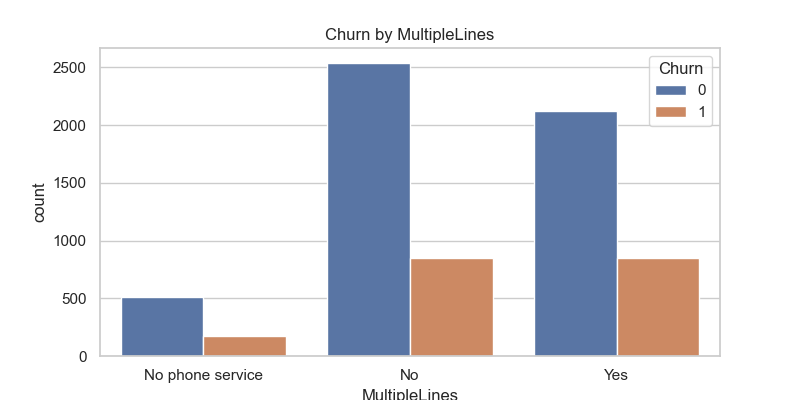 Churn by MultipleLines
Churn
0
1
count
2500
2000
1500
1000
500
0
No phone service
No
Yes
MultipleLines